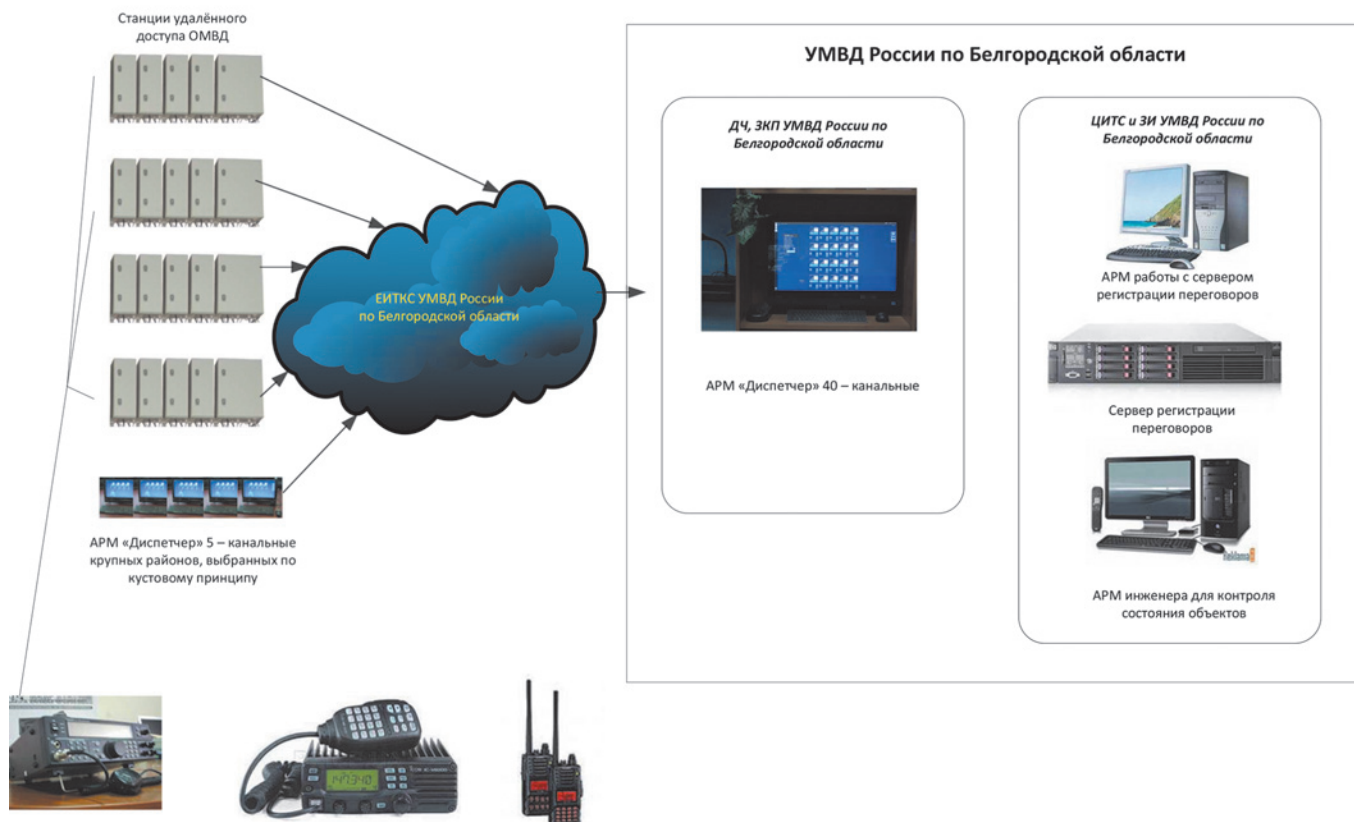 Станции удалённого
доступа ОМВД
УМВД России по Белгородской области
ДЧ, ЗКП УМВД России по
Белгородской области
ЦИТС и ЗИ УМВД России по
Белгородской области
ЕИТКС УМВД России
по Белгородской области
АРМ работы с сервером
регистрации переговоров
АРМ «Диспетчер» 40 – канальные
Сервер регистрации
переговоров
АРМ «Диспетчер» 5 – канальные
крупных районов, выбранных по
кустовому принципу
Reklama
АРМ инженера для контроля
состояния объектов
147.340